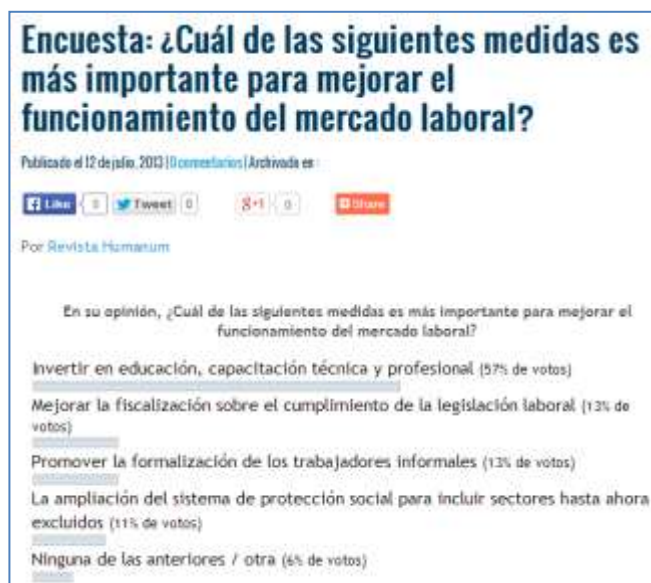 Encuesta: ¿Cuál de las siguientes medidas es
más importante para mejorar el
funcionamiento del mercado laboral?
Publicado el 12 de julio, 2013 | 0 comentarios | Archivado en
Like 0 Tweet 0 g+1 0 Share
Por Revista Humanum
En su opinión, ¿Cuál de las siguientes medidas es más importante para mejorar el
funcionamiento del mercado laboral?
Invertir en educación, capacitación técnica y profesional (57% de votos)
Mejorar la fiscalización sobre el cumplimiento de la legislación laboral (13% de
votos)
Promover la formalización de los trabajadores informales (13% de votos)
La ampliación del sistema de protección social para incluir sectores hasta ahora
excluidos (11% de votos)
Ninguna de las anteriores / otra (6% de votos)